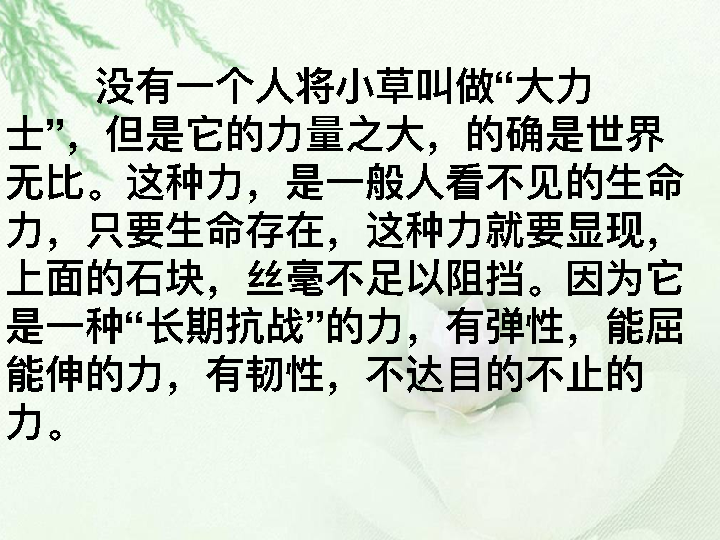 没有一个人将小草叫做“大力
士”，但是它的力量之大，的确是世界
无比。这种力，是一般人看不见的生命
力，只要生命存在，这种力就要显现，
上面的石块，丝毫不足以阻挡。因为它
是一种“长期抗战”的力，有弹性，能屈
能伸的力，有韧性，不达目的不止的
力。